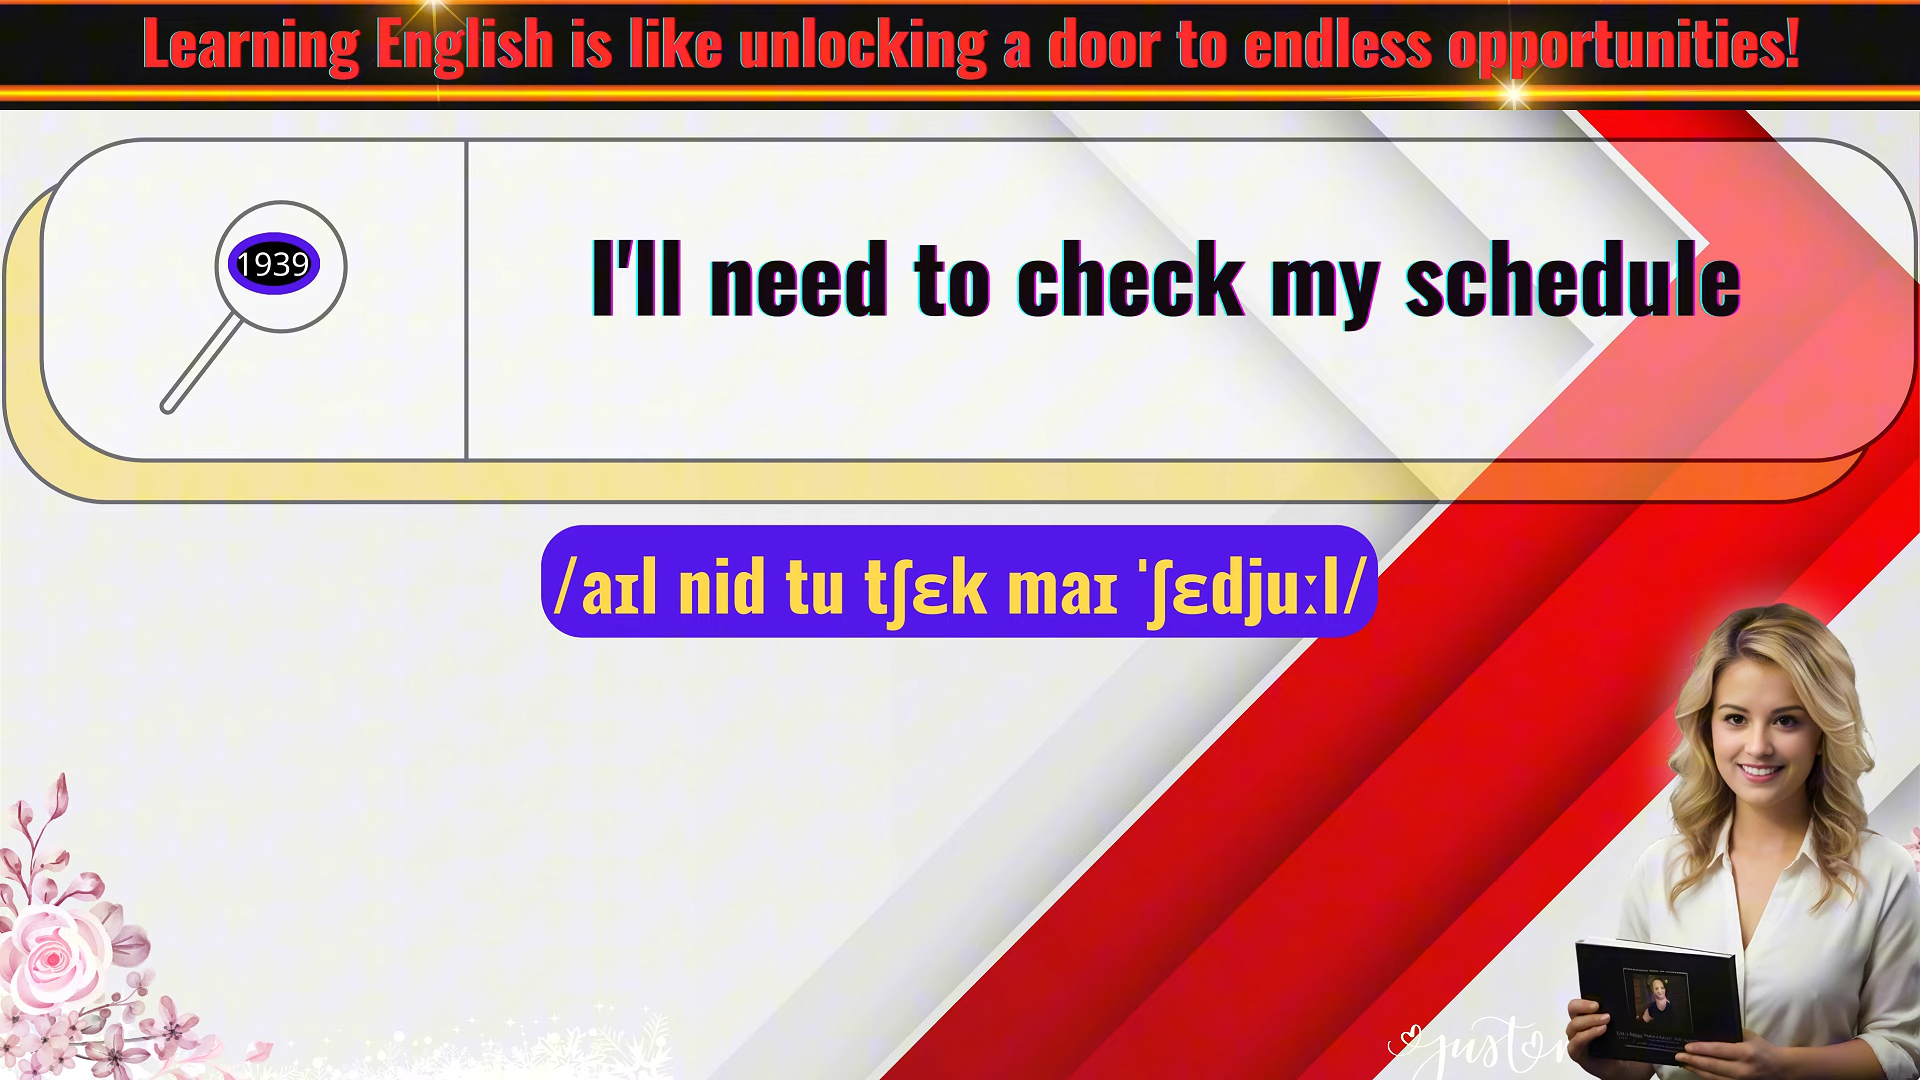 Learning English is like unlocking a door to endless opportunities!
1939
I'll need to check my schedule
/aɪl nid tu tʃɛk maɪ ˈʃɛdjuːl/